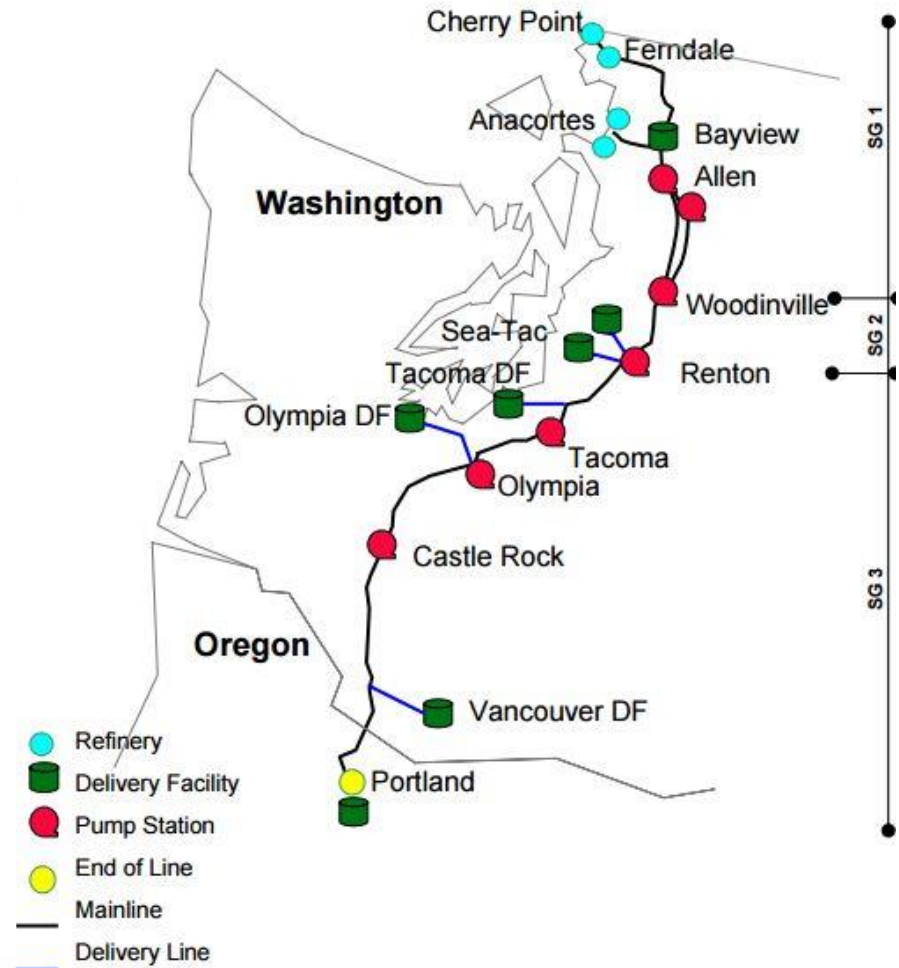 Cherry Point
Ferndale
Anacortes
Bayview
Allen
SG 1
Washington
Woodinville
Sea-Tac
SG 2
Tacoma DF
Renton
Olympia DF
Tacoma
Olympia
Castle Rock
SG 3
Oregon
Vancouver DF
Refinery
Delivery Facility
Portland
Pump Station
End of Line
Mainline
Delivery Line